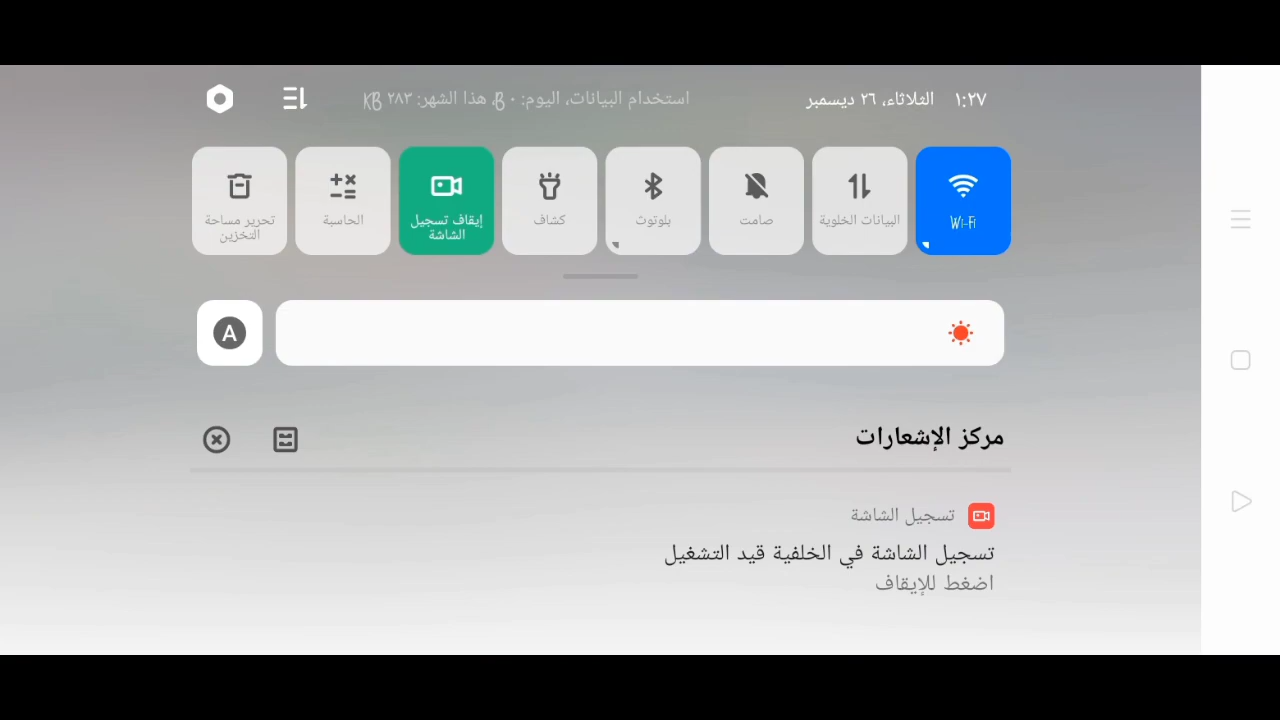 ١:٢٧ الثلاثاء، ٢٦ ديسمبر استخدام البيانات، اليوم: ٠ B، هذا الشهر: ٢٨٣ KB
Wi-Fi
البيانات الخلوية
صامت
بلوتوث
كشاف
إيقاف تسجيل
الشاشة
الحاسبة
تحرير مساحة
التخزين
A
مركز الإشعارات
تسجيل الشاشة
تسجيل الشاشة في الخلفية قيد التشغيل
اضغط للإيقاف